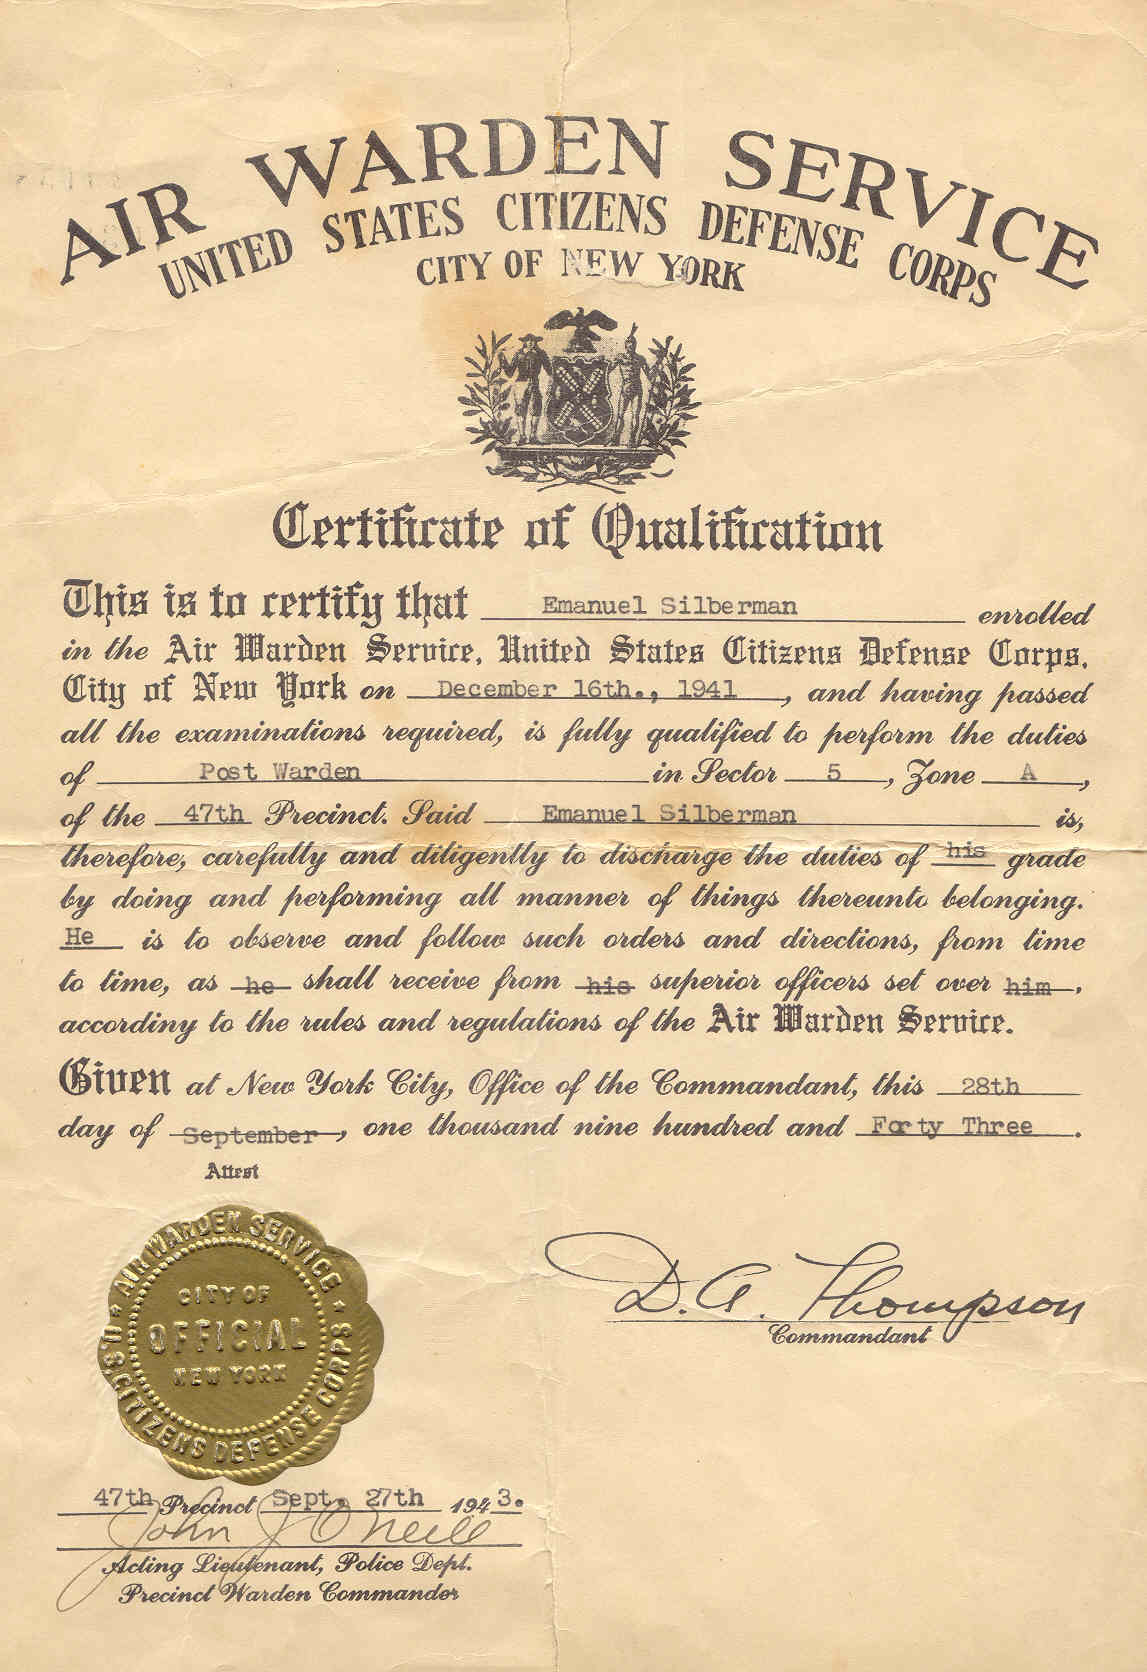 AIR WARDEN SERVICE
UNITED STATES CITIZENS DEFENSE CORPS
CITY OF NEW YORK
Certificate of Qualification
This is to certify that Emanuel Silberman enrolled
in the Air Warden Service, United States Citizens Defense Corps,
City of New York on December 16th., 1941, and having passed
all the examinations required, is fully qualified to perform the duties
of Post Warden in Sector 5, Zone A,
of the 47th Precinct. Said Emanuel Silberman is,
therefore, carefully and diligently to discharge the duties of his grade
by doing and performing all manner of things thereunto belonging.
He is to observe and follow such orders and directions, from time
to time, as he shall receive from his superior officers set over him,
accordiny to the rules and regulations of the Air Warden Service.
Given at New York City, Office of the Commandant, this 28th
day of September, one thousand nine hundred and Forty Three.
Attest
AIR WARDEN SERVICE
U.S. CITIZENS DEFENSE CORPS
CITY OF
OFFICIAL
NEW YORK
D. A. Thompson
Commandant
47th Precinct Sept. 27th 1943.
John J O'Neill
Acting Lieutenant, Police Dept.
Precinct Warden Commander